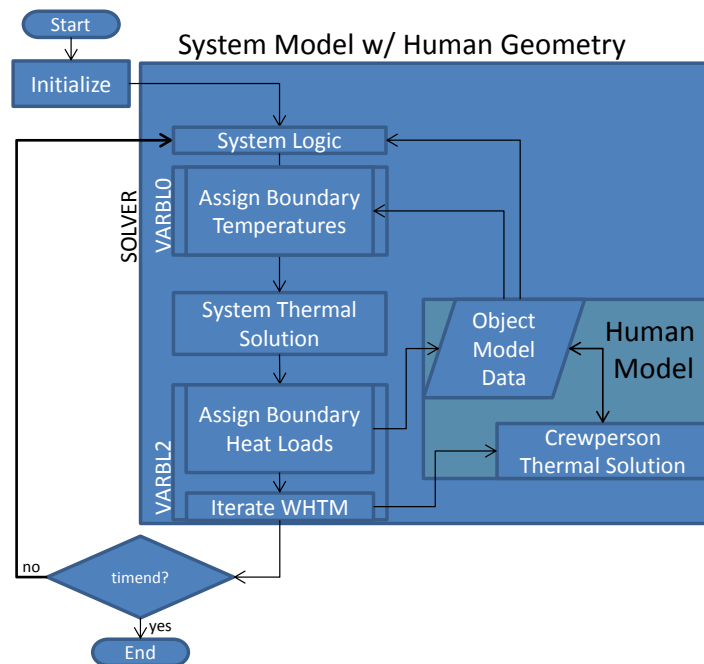 Start
System Model w/ Human Geometry
Initialize
System Logic
SOLVER
VARBL0
Assign Boundary
Temperatures
System Thermal
Solution
Object
Model
Data
Human
Model
VARBL2
Assign Boundary
Heat Loads
Crewperson
Thermal Solution
Iterate WHTM
no
timend?
yes
End